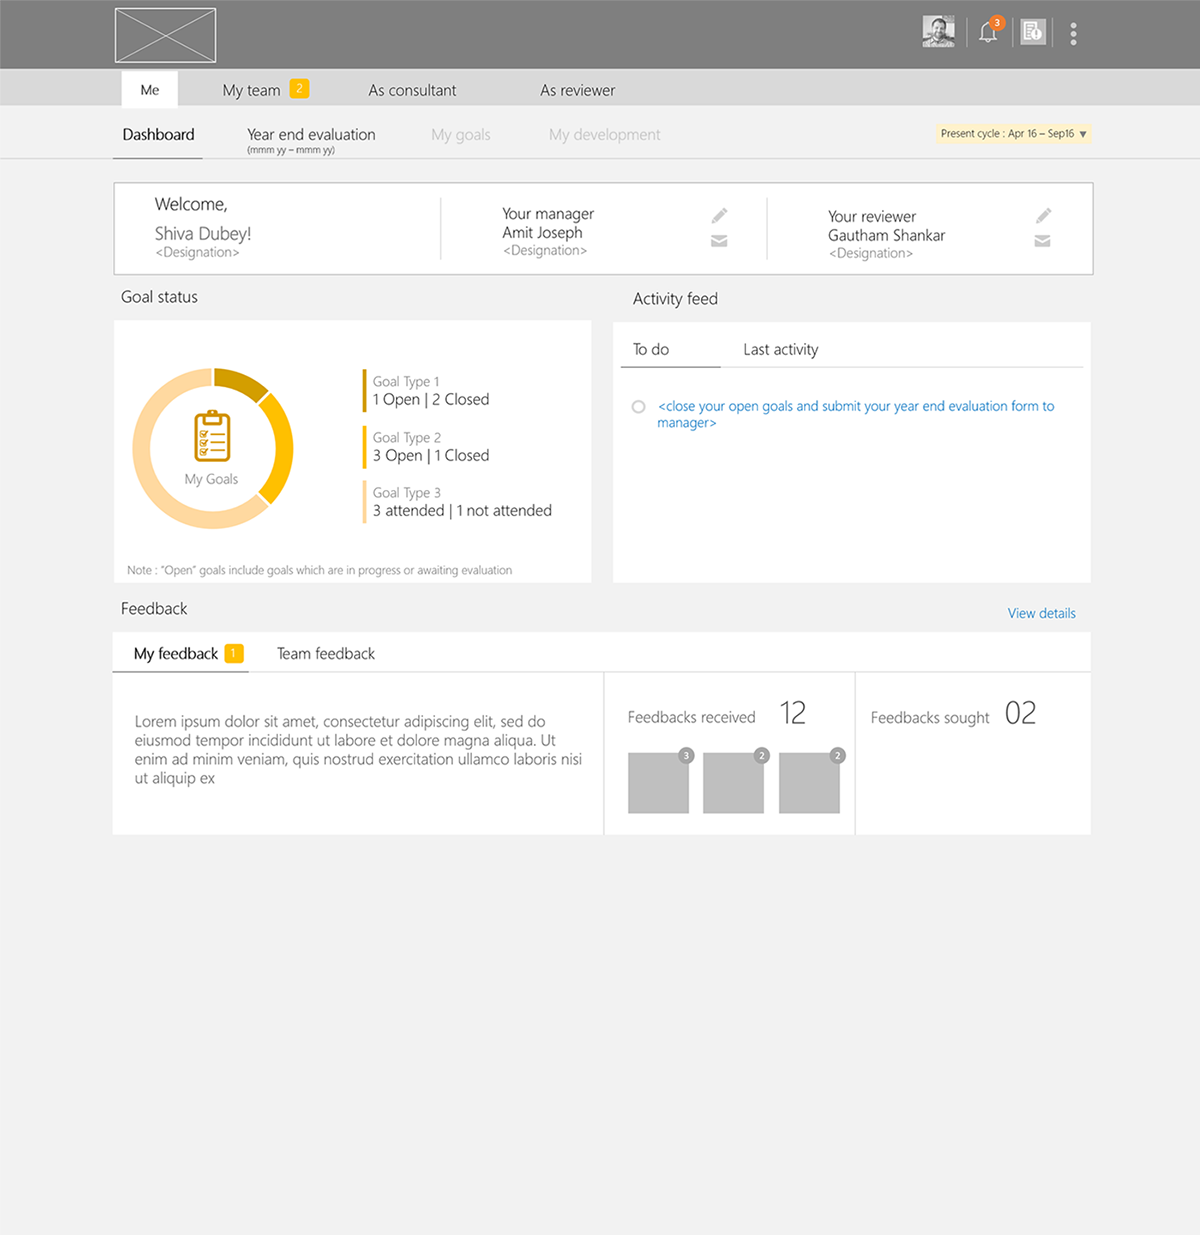 3
Me
My team 2
As consultant
As reviewer
Dashboard
Year end evaluation
(mmm yy – mmm yy)
My goals
My development
Present cycle : Apr 16 – Sep16 ▼
Welcome,
Shiva Dubey!
<Designation>
Your manager
Amit Joseph
<Designation>
Your reviewer
Gautham Shankar
<Designation>
Goal status
My Goals
Goal Type 1
1 Open | 2 Closed
Goal Type 2
3 Open | 1 Closed
Goal Type 3
3 attended | 1 not attended
Note : “Open” goals include goals which are in progress or awaiting evaluation
Activity feed
To do
Last activity
<close your open goals and submit your year end evaluation form to
manager>
Feedback
View details
My feedback 1
Team feedback
Lorem ipsum dolor sit amet, consectetur adipiscing elit, sed do
eiusmod tempor incididunt ut labore et dolore magna aliqua. Ut
enim ad minim veniam, quis nostrud exercitation ullamco laboris nisi
ut aliquip ex
Feedbacks received 12
3
2
2
Feedbacks sought 02